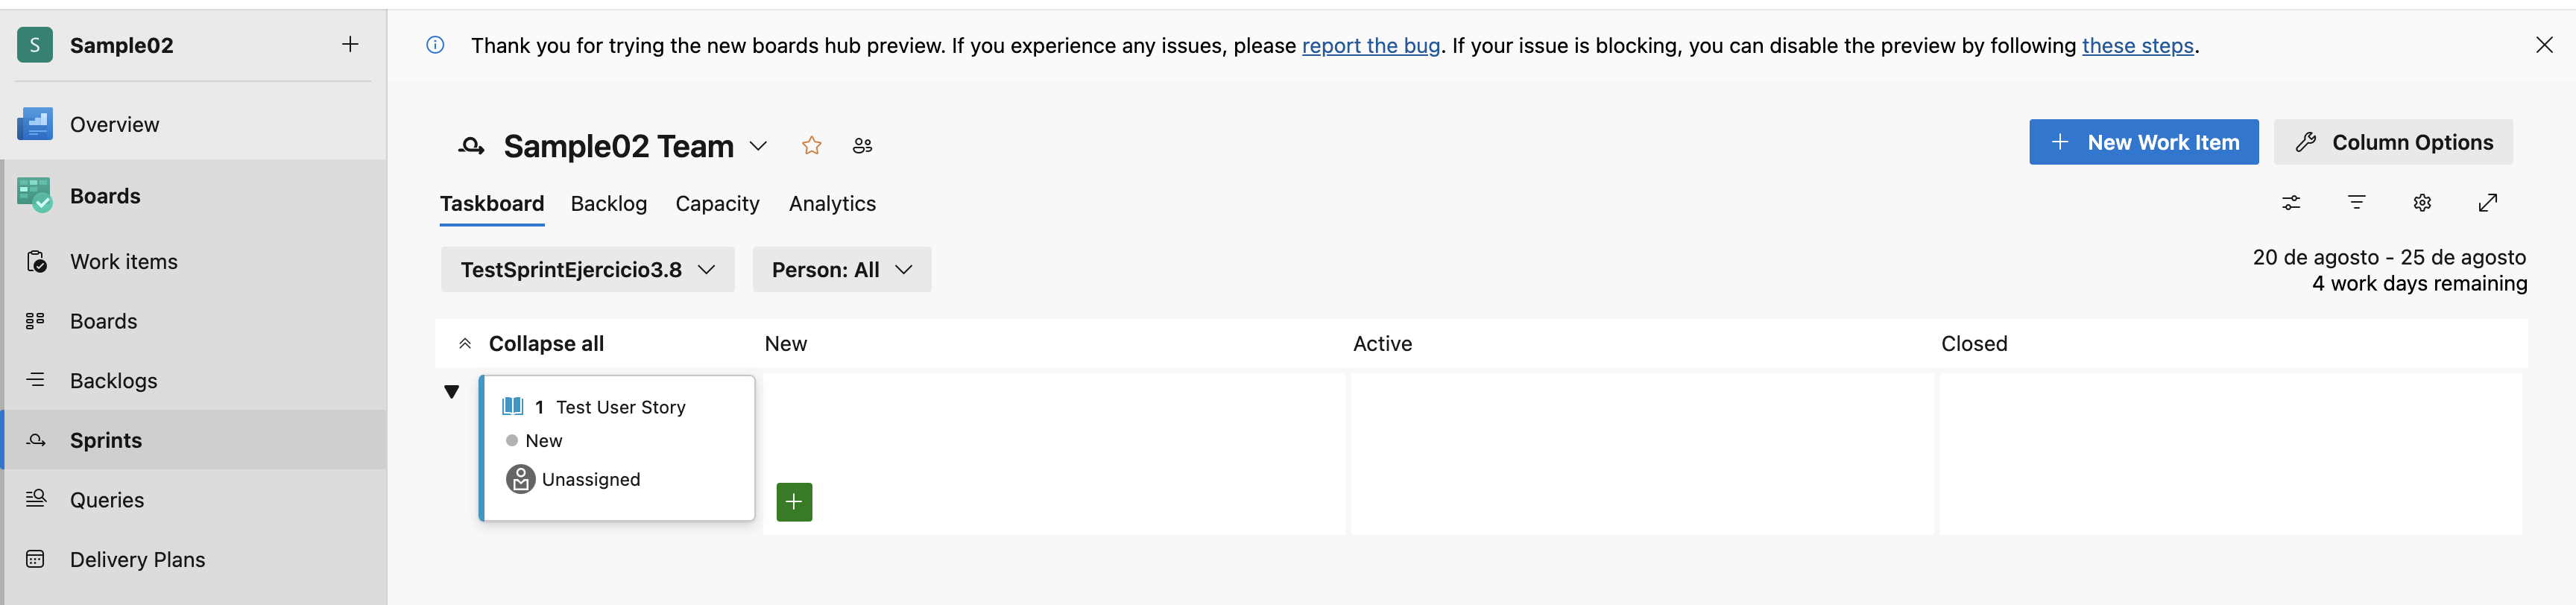 S Sample02
Thank you for trying the new boards hub preview. If you experience any issues, please report the bug. If your issue is blocking, you can disable the preview by following these steps.
Overview
Boards
Work items
Boards
Backlogs
Sprints
Queries
Delivery Plans
Sample02 Team
New Work Item
Column Options
Taskboard Backlog Capacity Analytics
TestSprintEjercicio3.8 Person: All
20 de agosto - 25 de agosto
4 work days remaining
Collapse all New Active Closed
1 Test User Story
New
Unassigned